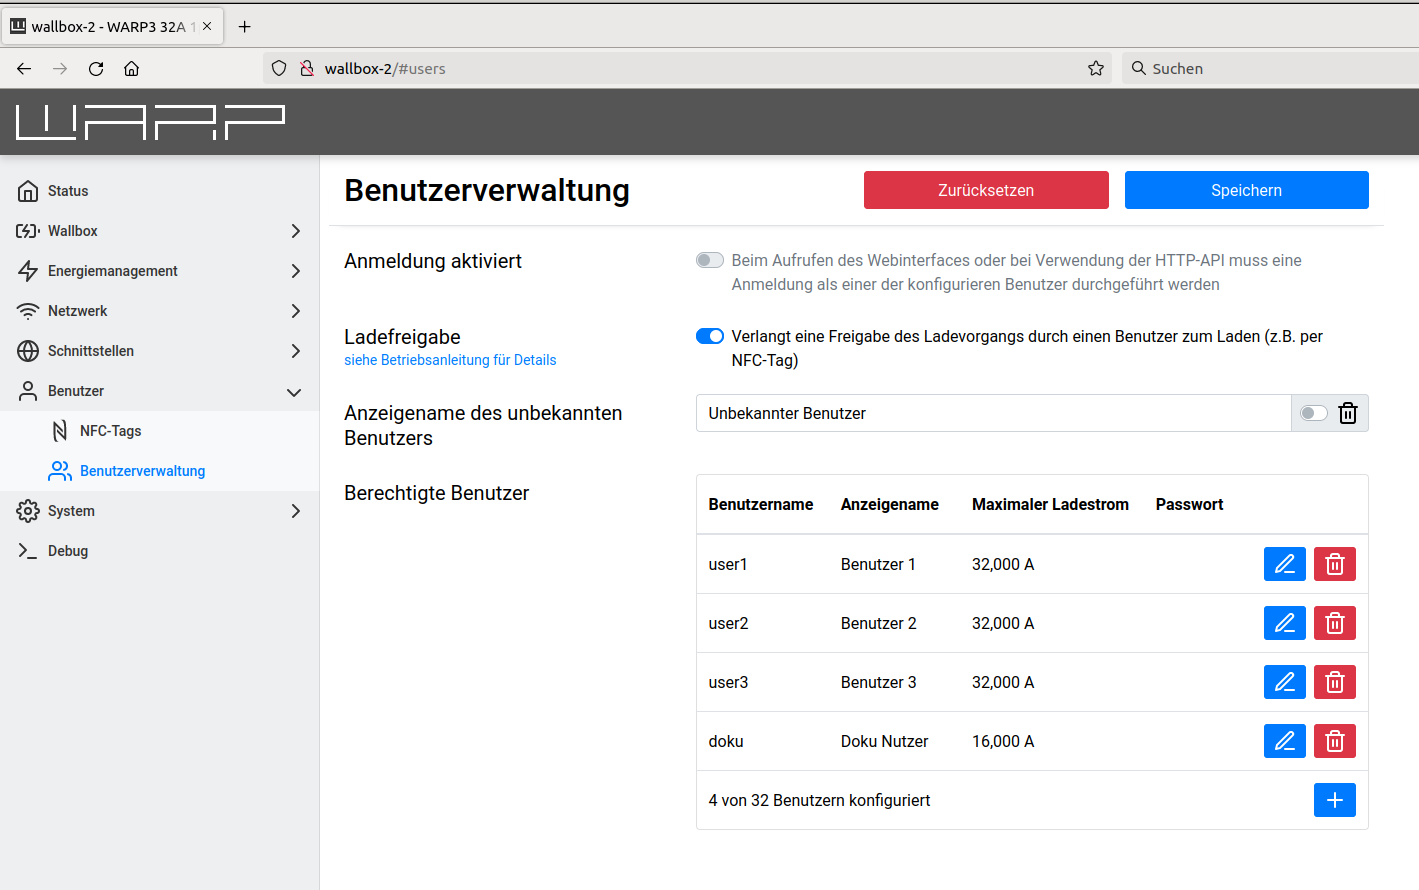 wallbox-2 - WARP3 32A 1
wallbox-2/#users
Suchen
WARP
Status
Wallbox
Energiemanagement
Netzwerk
Schnittstellen
Benutzer
NFC-Tags
Benutzerverwaltung
System
Debug
Benutzerverwaltung
Zurücksetzen
Speichern
Anmeldung aktiviert
Beim Aufrufen des Webinterfaces oder bei Verwendung der HTTP-API muss eine
Anmeldung als einer der konfigurieren Benutzer durchgeführt werden
Ladefreigabe
siehe Betriebsanleitung für Details
Verlangt eine Freigabe des Ladevorgangs durch einen Benutzer zum Laden (z.B. per
NFC-Tag)
Anzeigename des unbekannten
Benutzers
Unbekannter Benutzer
Berechtigte Benutzer
Benutzername Anzeigename Maximaler Ladestrom Passwort
user1 Benutzer 1 32,000 A
user2 Benutzer 2 32,000 A
user3 Benutzer 3 32,000 A
doku Doku Nutzer 16,000 A
4 von 32 Benutzern konfiguriert